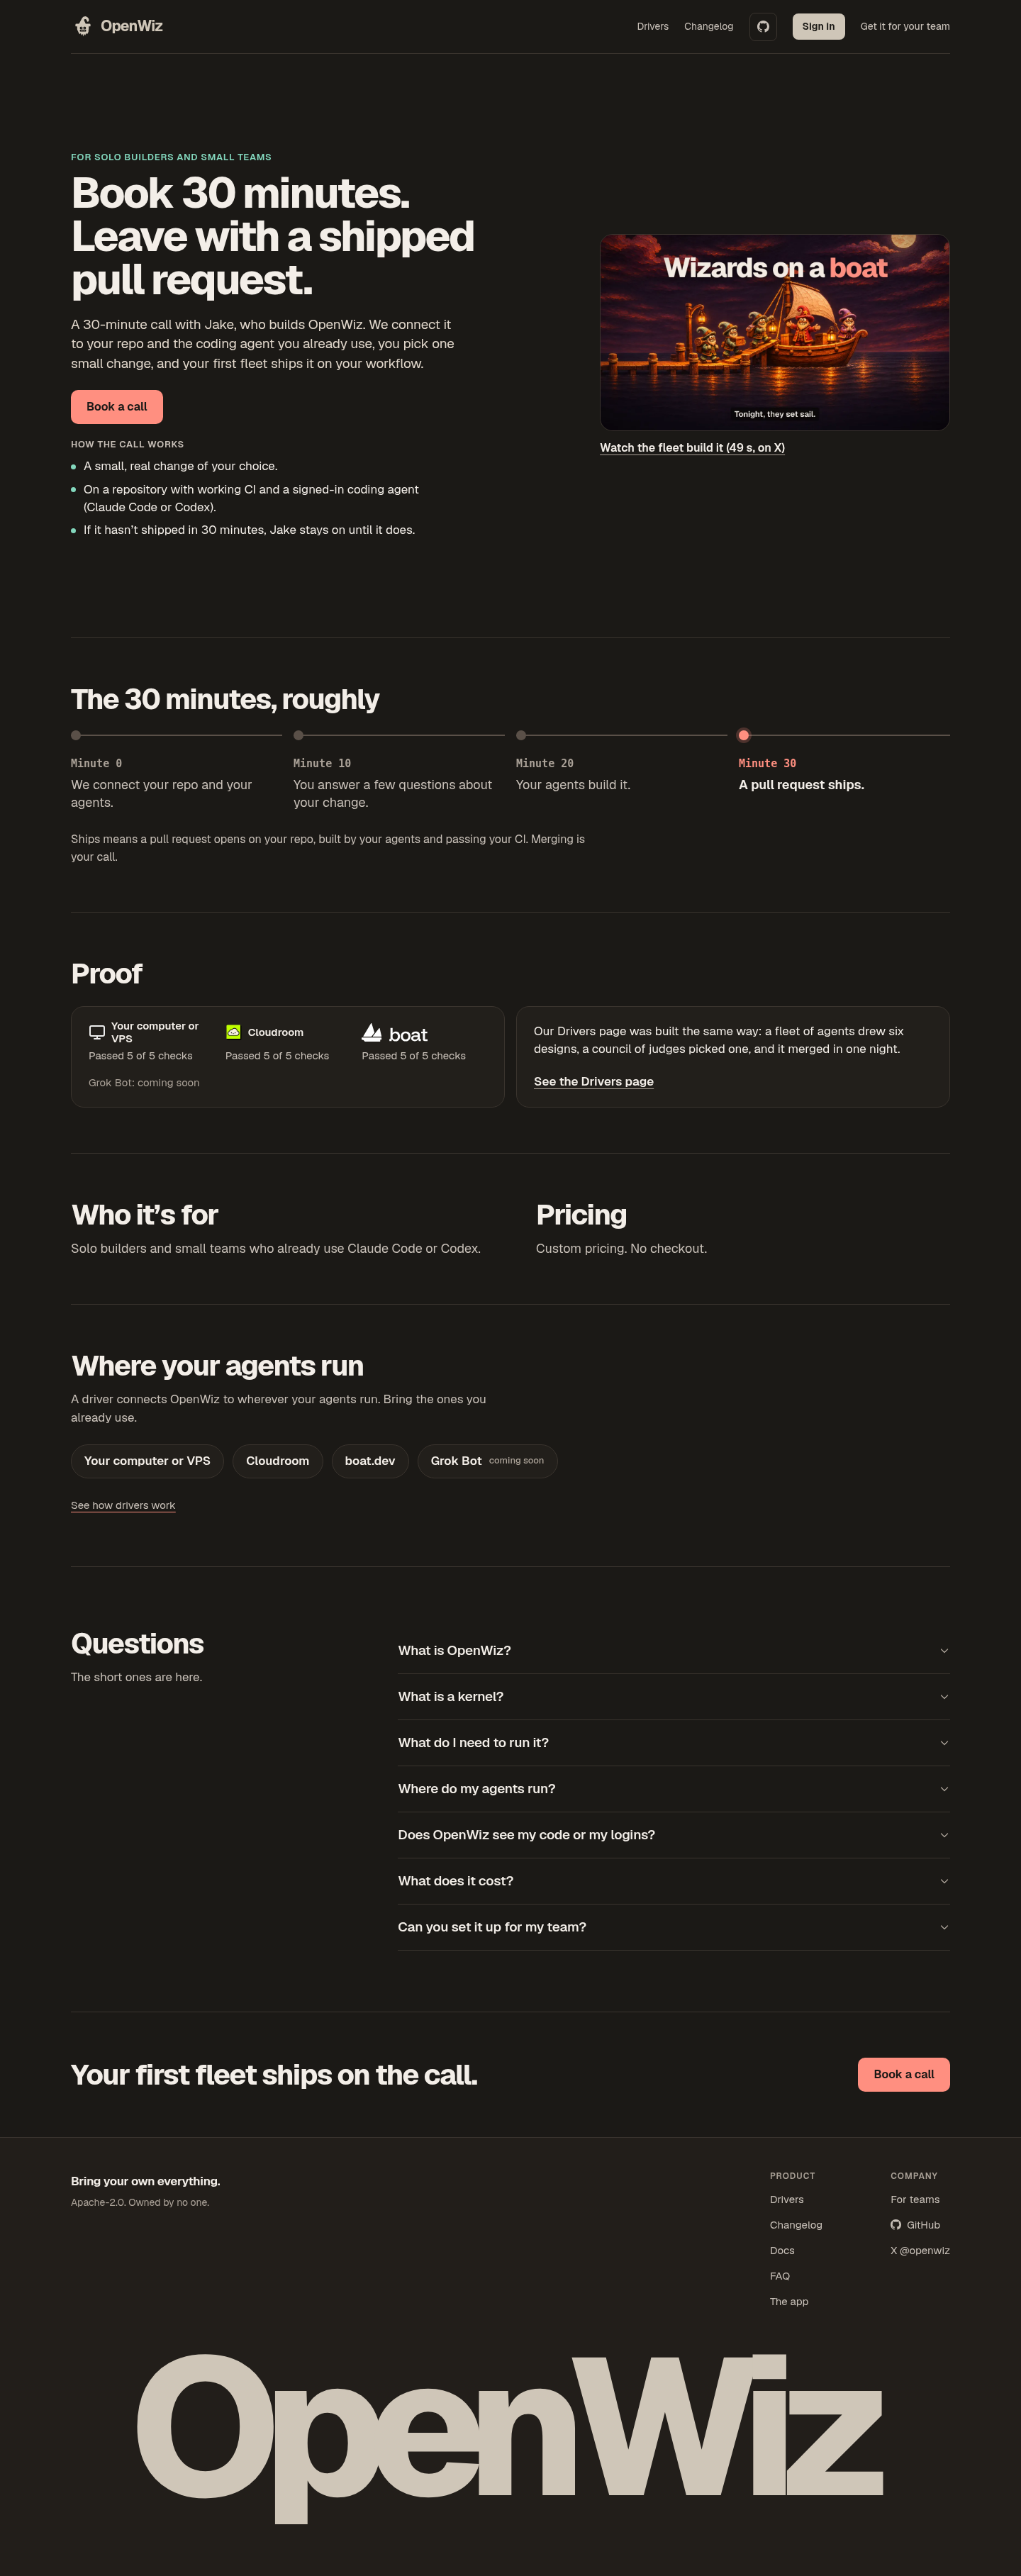 OpenWiz
Drivers
Changelog
Sign in
Get it for your team
FOR SOLO BUILDERS AND SMALL TEAMS
Book 30 minutes.
Leave with a shipped
pull request.
A 30-minute call with Jake, who builds OpenWiz. We connect it
to your repo and the coding agent you already use, you pick one
small change, and your first fleet ships it on your workflow.
Book a call
HOW THE CALL WORKS
A small, real change of your choice.
On a repository with working CI and a signed-in coding agent
(Claude Code or Codex).
If it hasn't shipped in 30 minutes, Jake stays on until it does.
Wizards on a boat
Tonight, they set sail.
Watch the fleet build it (49 s, on X)
The 30 minutes, roughly
Minute 0
We connect your repo and your
agents.
Minute 10
You answer a few questions about
your change.
Minute 20
Your agents build it.
Minute 30
A pull request ships.
Ships means a pull request opens on your repo, built by your agents and passing your CI. Merging is
your call.
Proof
Your computer or
VPS
Passed 5 of 5 checks
Cloudroom
Passed 5 of 5 checks
boat
Passed 5 of 5 checks
Grok Bot: coming soon
Our Drivers page was built the same way: a fleet of agents drew six
designs, a council of judges picked one, and it merged in one night.
See the Drivers page
Who it's for
Solo builders and small teams who already use Claude Code or Codex.
Pricing
Custom pricing. No checkout.
Where your agents run
A driver connects OpenWiz to wherever your agents run. Bring the ones you
already use.
Your computer or VPS
Cloudroom
boat.dev
Grok Bot coming soon
See how drivers work
Questions
The short ones are here.
What is OpenWiz?
What is a kernel?
What do I need to run it?
Where do my agents run?
Does OpenWiz see my code or my logins?
What does it cost?
Can you set it up for my team?
Your first fleet ships on the call.
Book a call
Bring your own everything.
Apache-2.0. Owned by no one.
PRODUCT
Drivers
Changelog
Docs
FAQ
The app
COMPANY
For teams
GitHub
X @openwiz
OpenWiz